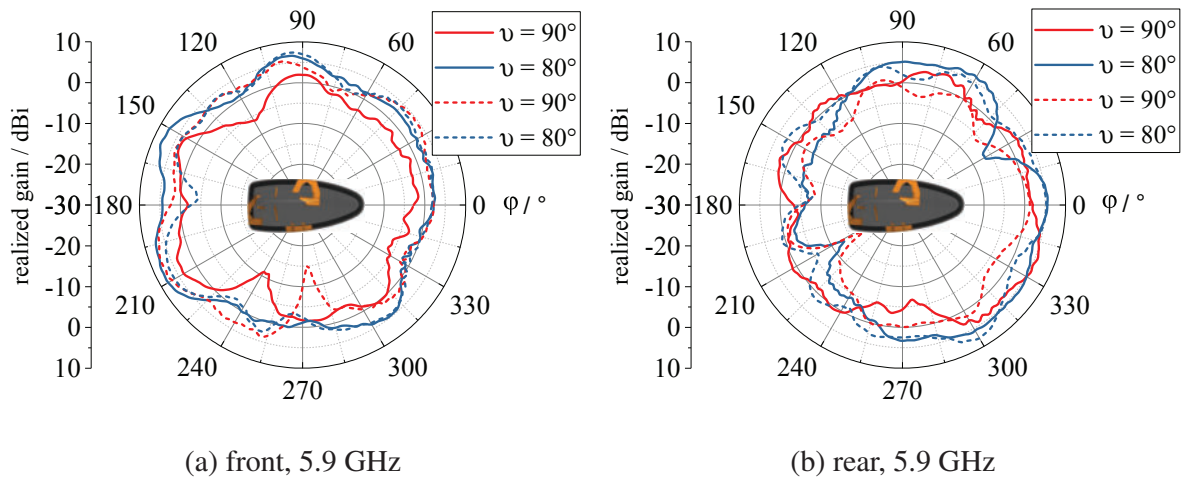 realized gain / dBi
10
0
-10
-20
-30
-20
-10
0
10
90
120
60
150
180
0
φ / °
210
330
240
300
270
υ = 90°
υ = 80°
υ = 90°
υ = 80°
(a) front, 5.9 GHz
realized gain / dBi
10
0
-10
-20
-30
-20
-10
0
10
90
120
60
150
180
0
φ / °
210
330
240
300
270
υ = 90°
υ = 80°
υ = 90°
υ = 80°
(b) rear, 5.9 GHz